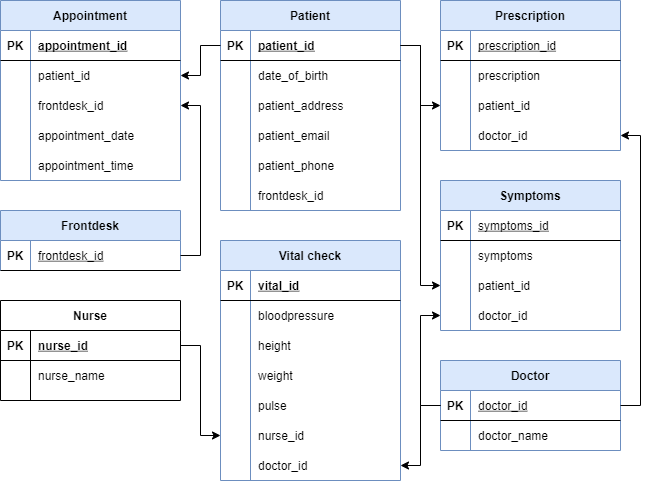 Appointment
PK appointment_id
patient_id
frontdesk_id
appointment_date
appointment_time
Patient
PK patient_id
date_of_birth
patient_address
patient_email
patient_phone
frontdesk_id
Prescription
PK prescription_id
prescription
patient_id
doctor_id
Frontdesk
PK frontdesk_id
Vital check
PK vital_id
bloodpressure
height
weight
pulse
nurse_id
doctor_id
Symptoms
PK symptoms_id
symptoms
patient_id
doctor_id
Nurse
PK nurse_id
nurse_name
Doctor
PK doctor_id
doctor_name